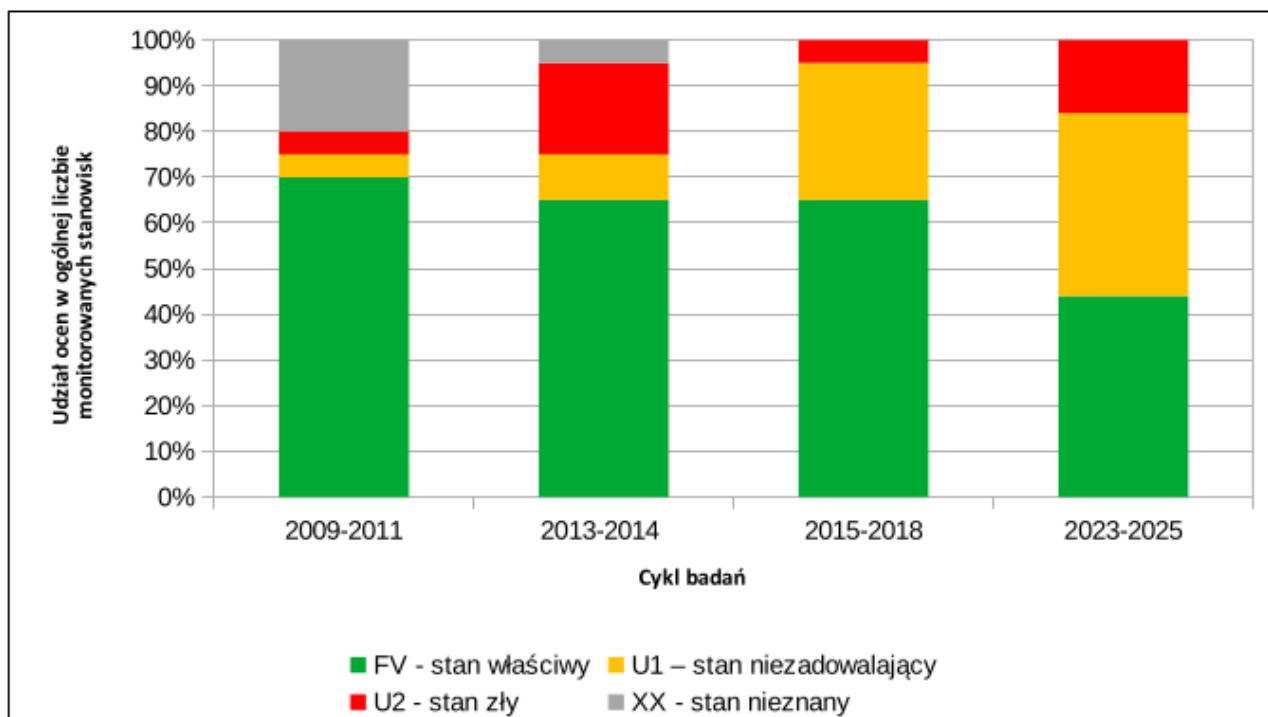 100%
90%
80%
70%
60%
50%
40%
30%
20%
10%
0%
Udział ocen w ogólnej liczbie
monitorowanych stanowisk
2009-2011 2013-2014 2015-2018 2023-2025
Cykl badań
FV - stan właściwy U1 – stan niezadowalający
U2 - stan zły XX - stan nieznany